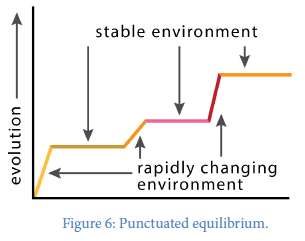 stable environment
evolution
rapidly changing
environment
Figure 6: Punctuated equilibrium.